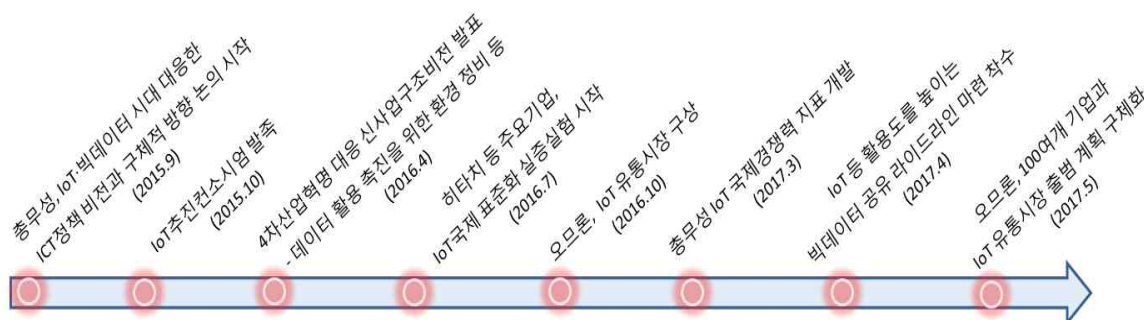 총무성, IoT·빅데이터 시대 대응한
ICT정책 비전과 구체적 방향 논의 시작
(2015.9)
IoT추진컨소시엄 발족
(2015.10)
4차산업혁명 대응 신사업구조비전 발표
- 데이터 활용 촉진을 위한 환경 정비 등
(2016.4)
히타치 등 주요기업,
IoT국제 표준화 실증실험 시작
(2016.7)
오므론, IoT 유통시장 구상
(2016.10)
총무성 IoT 국제경쟁력 지표 개발
(2017.3)
IoT 등 활용도를 높이는
빅데이터 공유 라이드라인 마련 착수
(2017.4)
오므론, 100여개 기업과
IoT 유통시장 출범 계획 구체화
(2017.5)